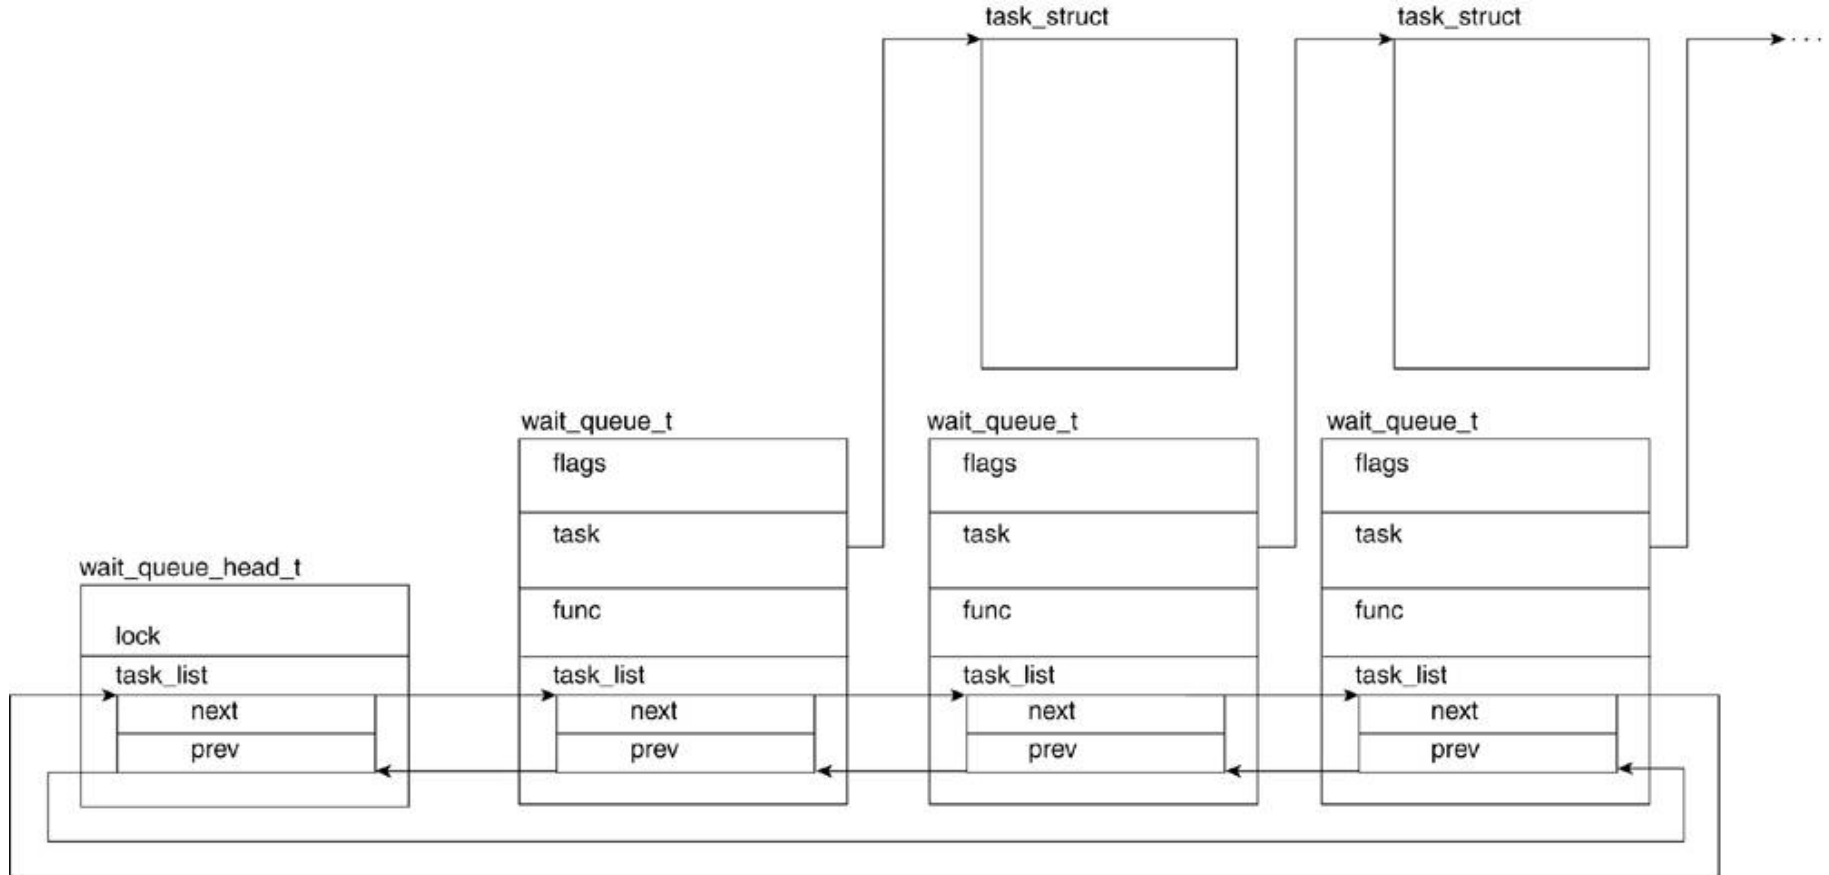 task_struct
task_struct
. . .
wait_queue_t
wait_queue_t
wait_queue_t
flags
flags
flags
task
task
task
wait_queue_head_t
func
func
func
lock
task_list
task_list
task_list
task_list
next
next
next
next
prev
prev
prev
prev